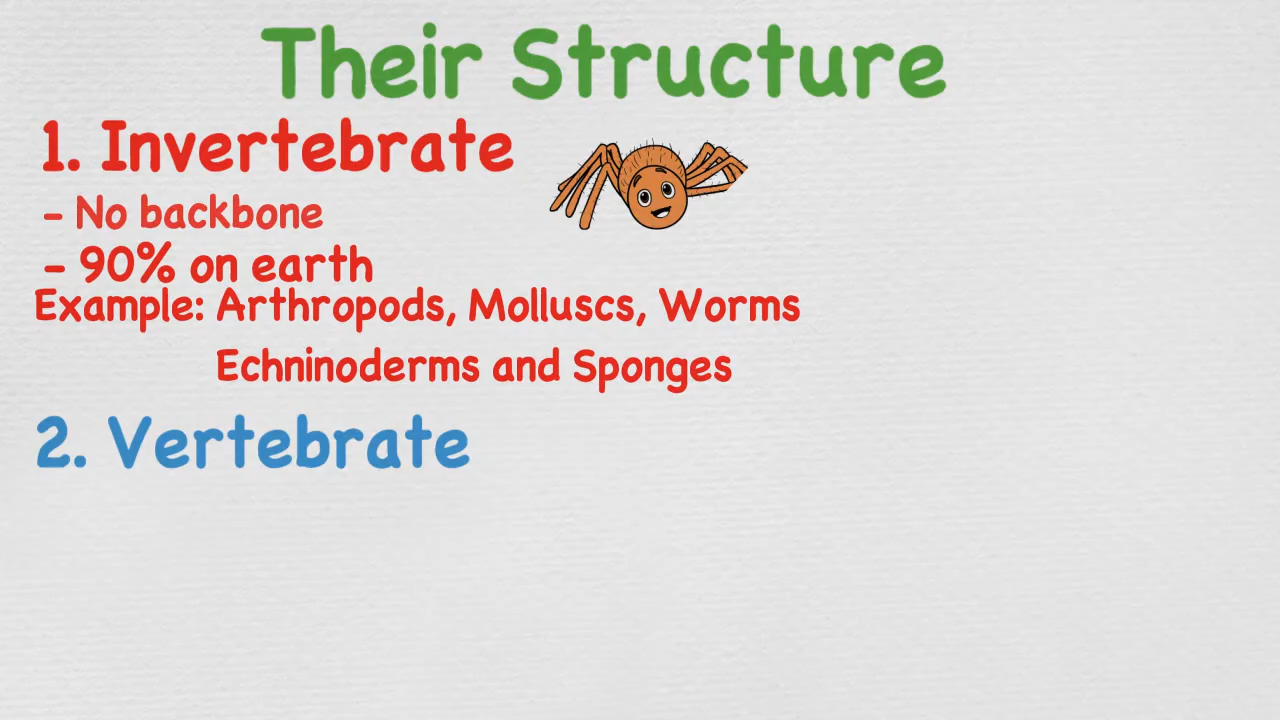 Their Structure
1. Invertebrate
- No backbone
- 90% on earth
Example: Arthropods, Molluscs, Worms
Echninoderms and Sponges
2. Vertebrate